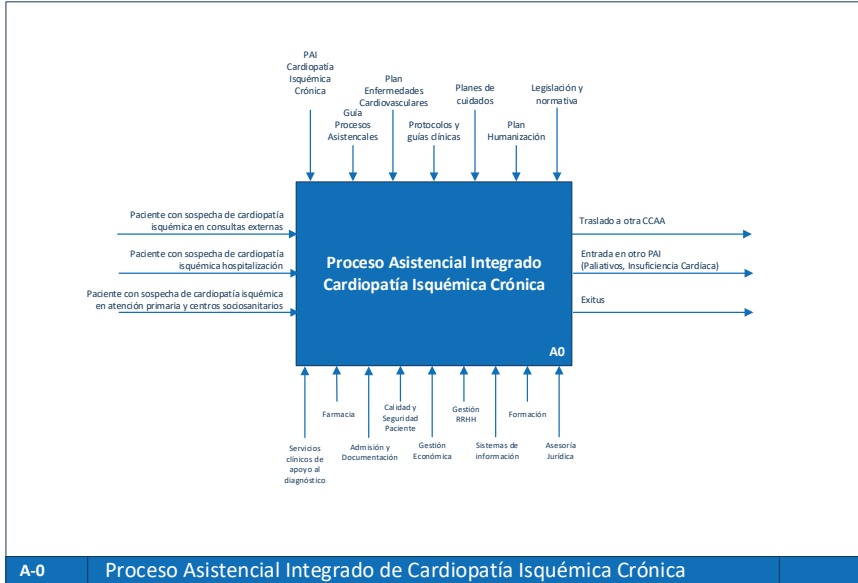 PAI
Cardiopatía
Isquémica
Crónica
Guía
Procesos
Asistencales
Plan
Enfermedades
Cardiovasculares
Protocolos y
guías clínicas
Planes de
cuidados
Plan
Humanización
Legislación y
normativa
Paciente con sospecha de cardiopatía
isquémica en consultas externas
Paciente con sospecha de cardiopatía
isquémica hospitalización
Paciente con sospecha de cardiopatía isquémica
en atención primaria y centros sociosanitarios
Proceso Asistencial Integrado
Cardiopatía Isquémica Crónica
A0
Traslado a otra CCAA
Entrada en otro PAI
(Paliativos, Insuficiencia Cardíaca)
Exitus
Servicios
clínicos de
apoyo al
diagnóstico
Farmacia
Admisión y
Documentación
Calidad y
Seguridad
Paciente
Gestión
Económica
Gestión
RRHH
Sistemas de
información
Formación
Asesoría
Jurídica
A-0
Proceso Asistencial Integrado de Cardiopatía Isquémica Crónica